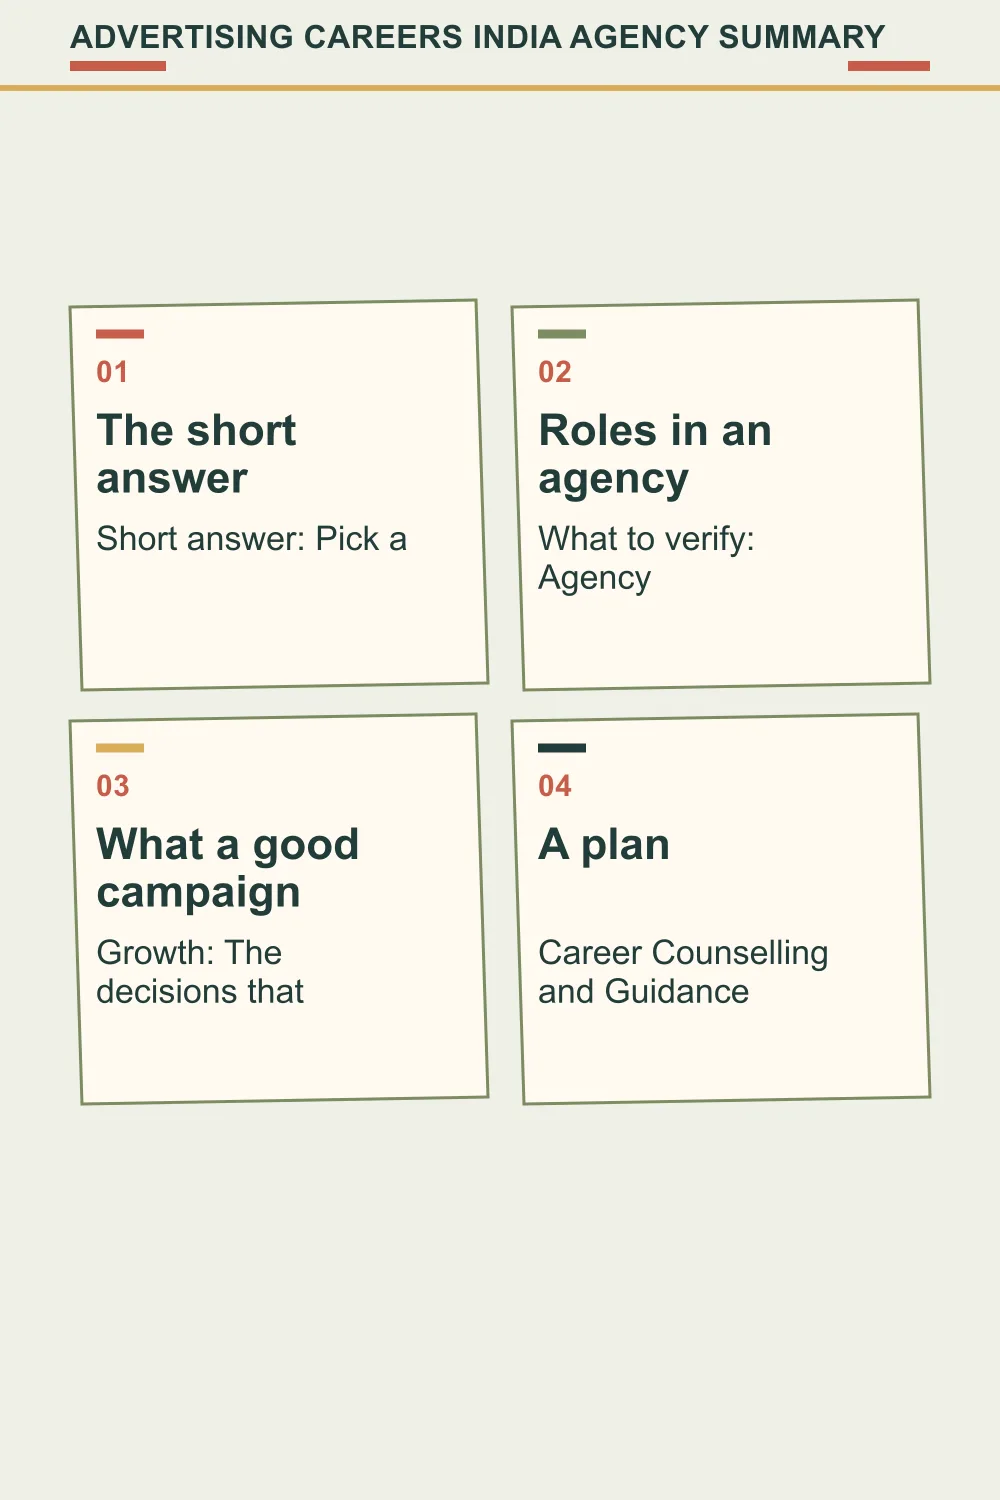 ADVERTISING CAREERS INDIA AGENCY SUMMARY
01
The short
answer
Short answer: Pick a
02
Roles in an
agency
What to verify:
Agency
03
What a good
campaign
Growth: The
decisions that
04
A plan
Career Counselling
and Guidance